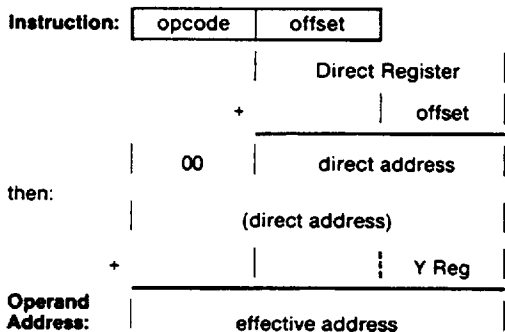 Instruction: opcode offset
Direct Register
+ offset
00 direct address
then:
(direct address)
+ Y Reg
Operand
Address: effective address